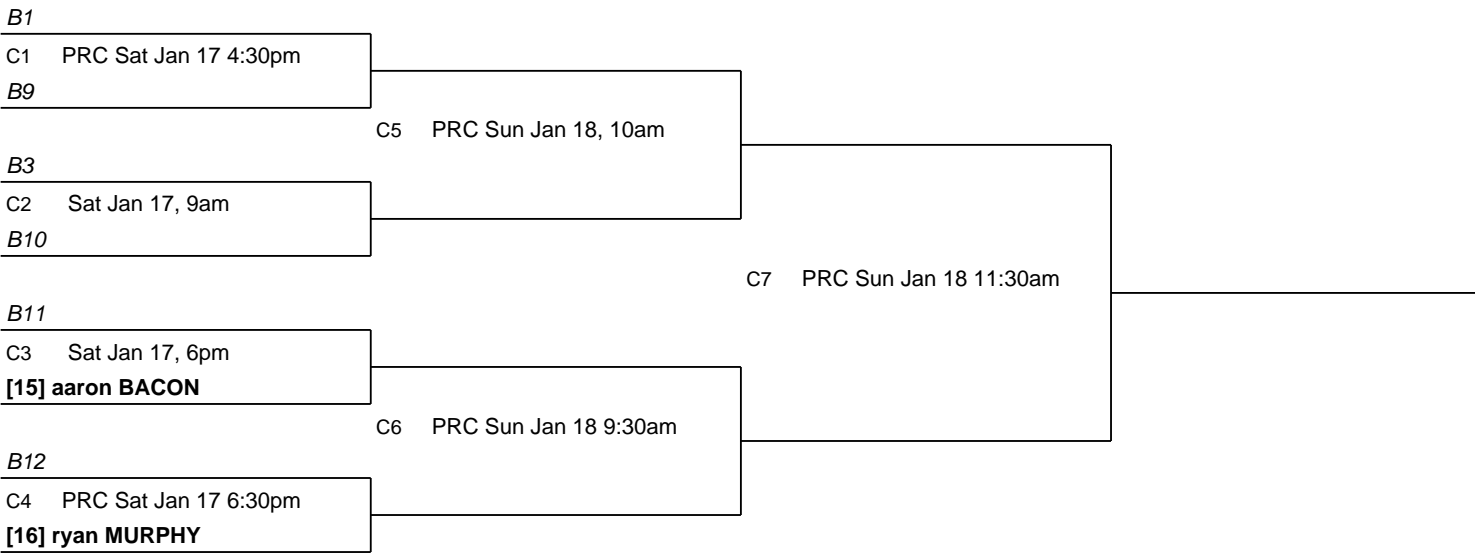 B1
C1 PRC Sat Jan 17 4:30pm
B9
C5 PRC Sun Jan 18, 10am
B3
C2 Sat Jan 17, 9am
B10
C7 PRC Sun Jan 18 11:30am
B11
C3 Sat Jan 17, 6pm
[15] aaron BACON
C6 PRC Sun Jan 18 9:30am
B12
C4 PRC Sat Jan 17 6:30pm
[16] ryan MURPHY